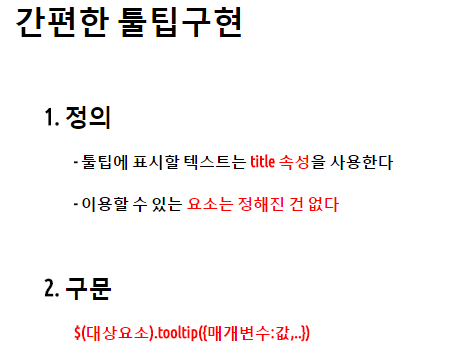 간편한 툴팁구현
1. 정의
- 툴팁에 표시할 텍스트는 title 속성을 사용한다
- 이용할 수 있는 요소는 정해진 건 없다
2. 구문
$(대상요소).tooltip({매개변수:값,..})